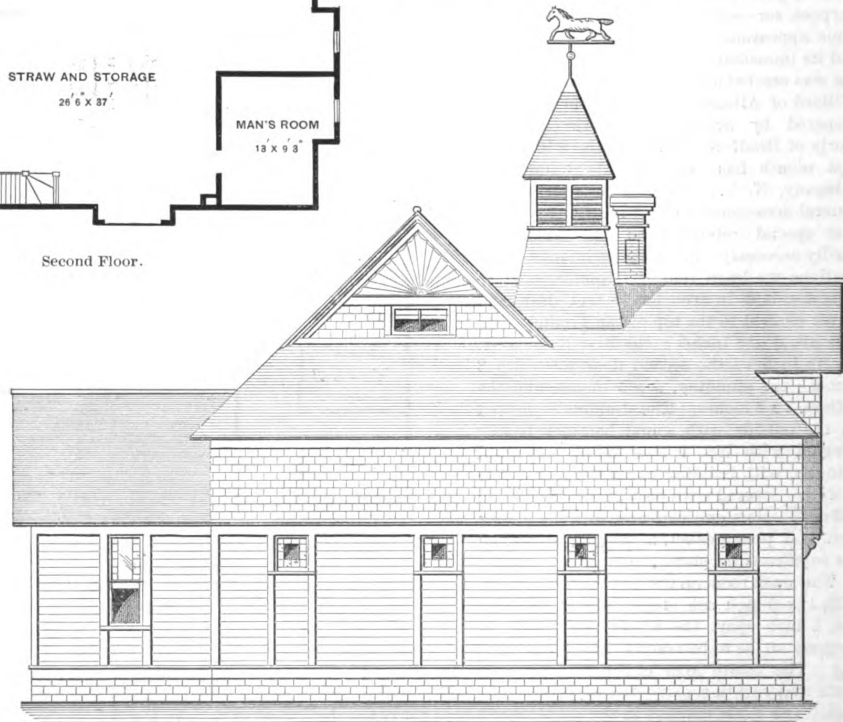 STRAW AND STORAGE
26' 6" X 37'
MAN'S ROOM
13' X 9' 3"
Second Floor.